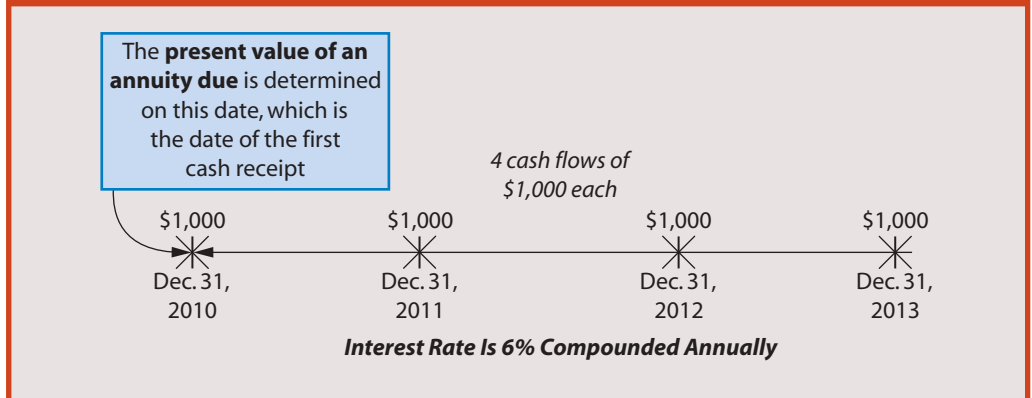 The present value of an
annuity due is determined
on this date, which is
the date of the first
cash receipt
4 cash flows of
$1,000 each
$1,000
$1,000
$1,000
$1,000
Dec. 31,
2010
Dec. 31,
2011
Dec. 31,
2012
Dec. 31,
2013
Interest Rate Is 6% Compounded Annually